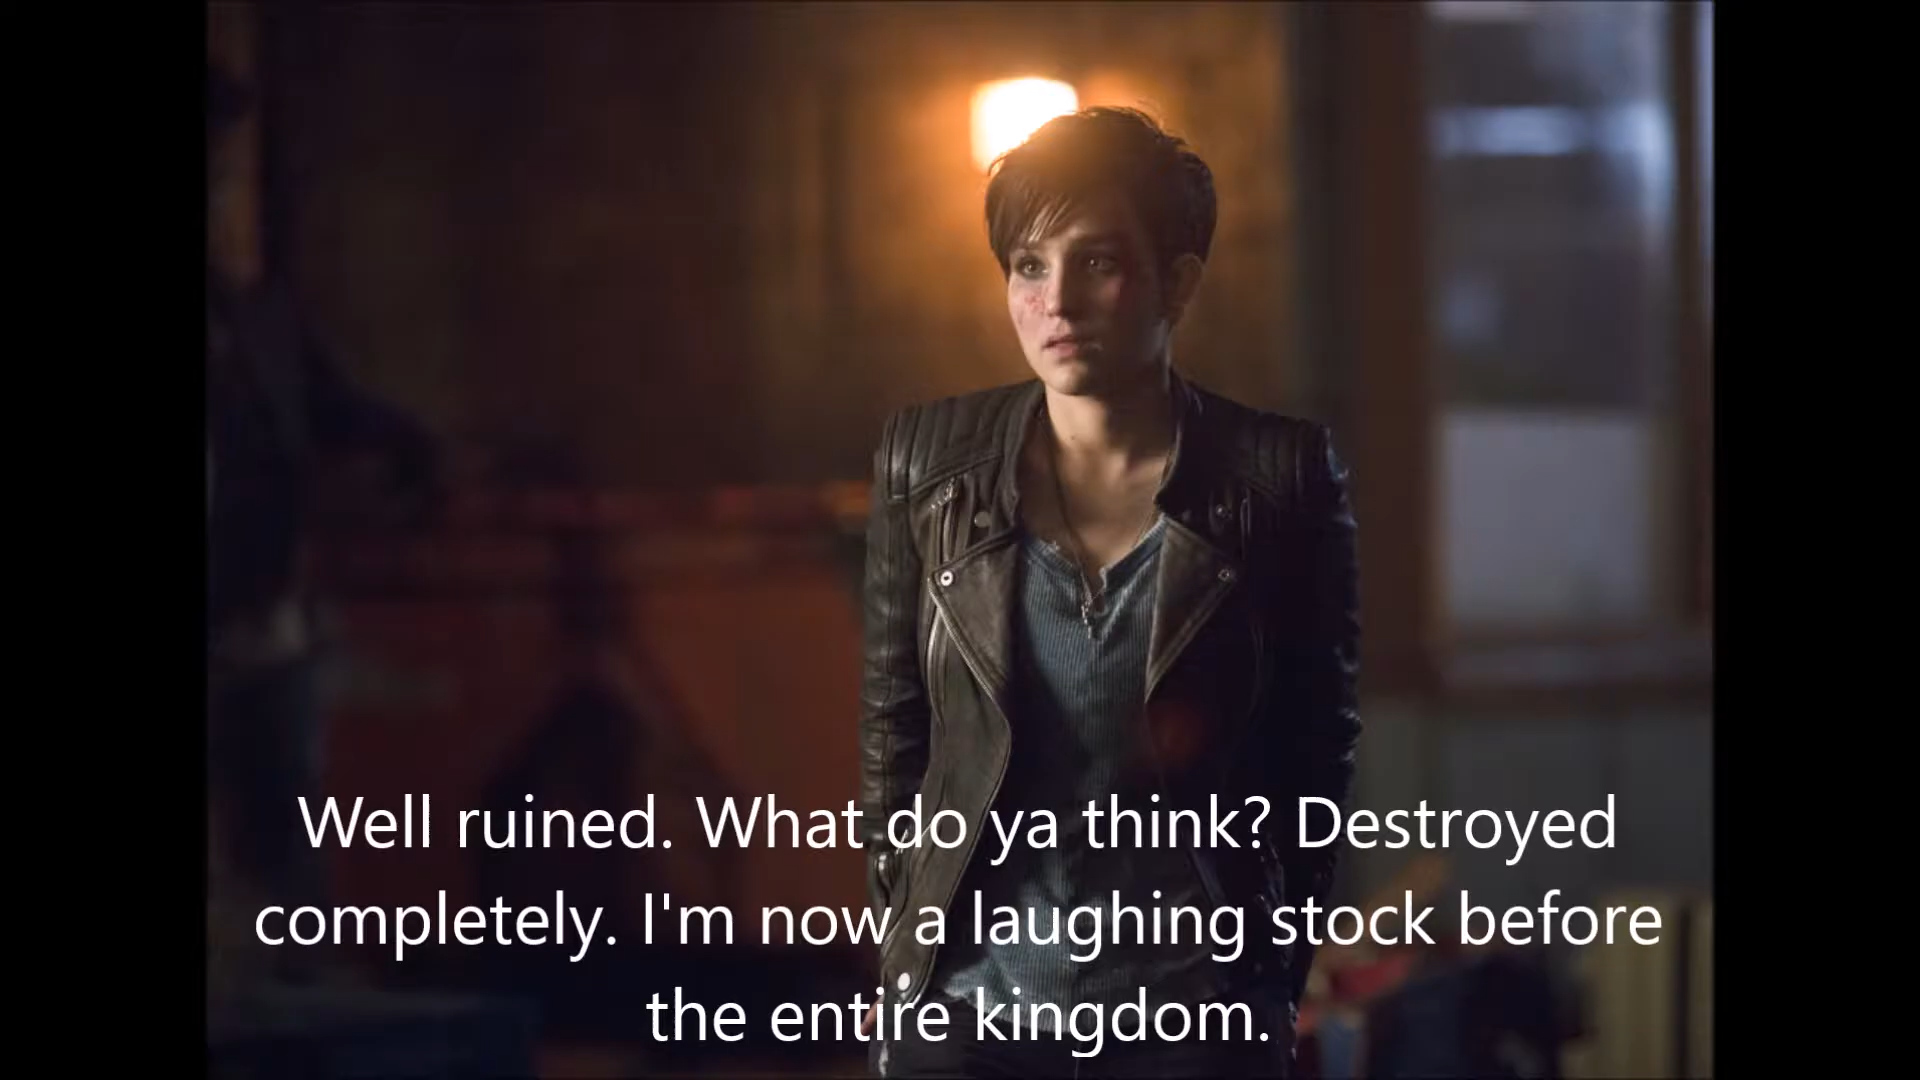 Well ruined. What do ya think? Destroyed
completely. I'm now a laughing stock before
the entire kingdom.